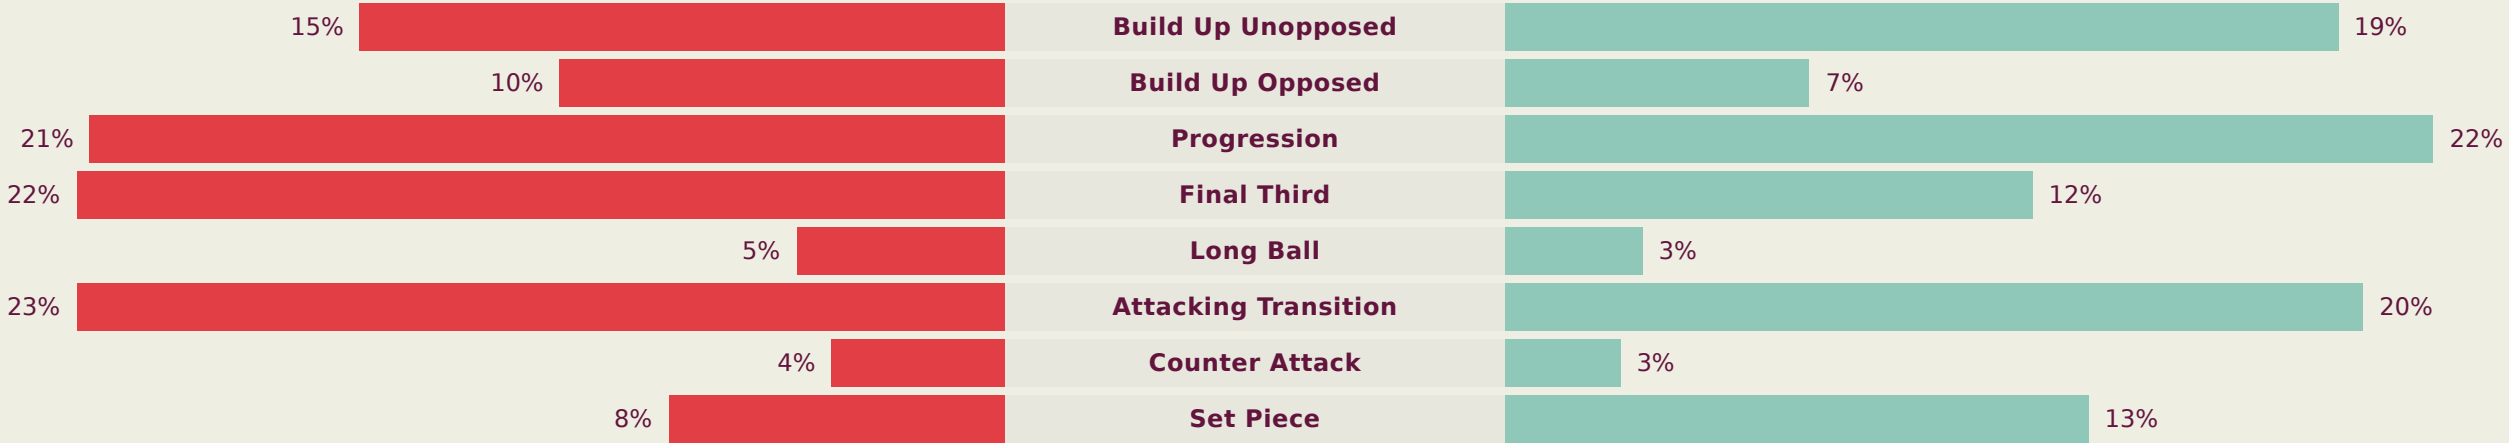 15% Build Up Unopposed 19%
10% Build Up Opposed 7%
21% Progression 22%
22% Final Third 12%
5% Long Ball 3%
23% Attacking Transition 20%
4% Counter Attack 3%
8% Set Piece 13%